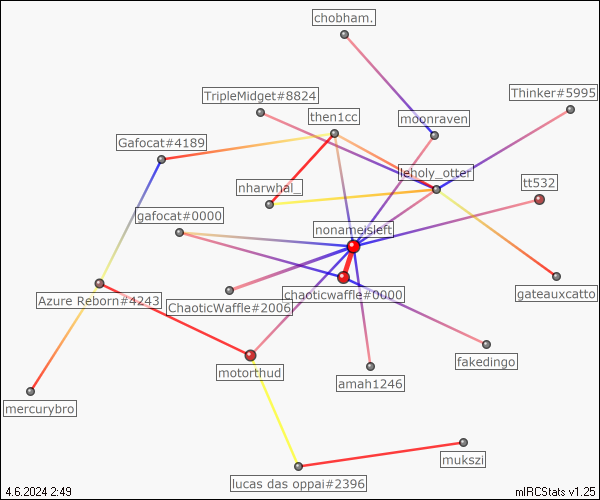 chobham.
TripleMidget#8824
Thinker#5995
then1cc
moonraven
Gafocat#4189
leholy_otter
nharwhal_
tt532
gafocat#0000
nonameisleft
Azure Reborn#4243
ChaoticWaffle#2006
chaoticwaffle#0000
gateauxcatto
fakedingo
motorthud
amah1246
mercurybro
mukszi
lucas das oppai#2396
4.6.2024 2:49
mIRCStats v1.25